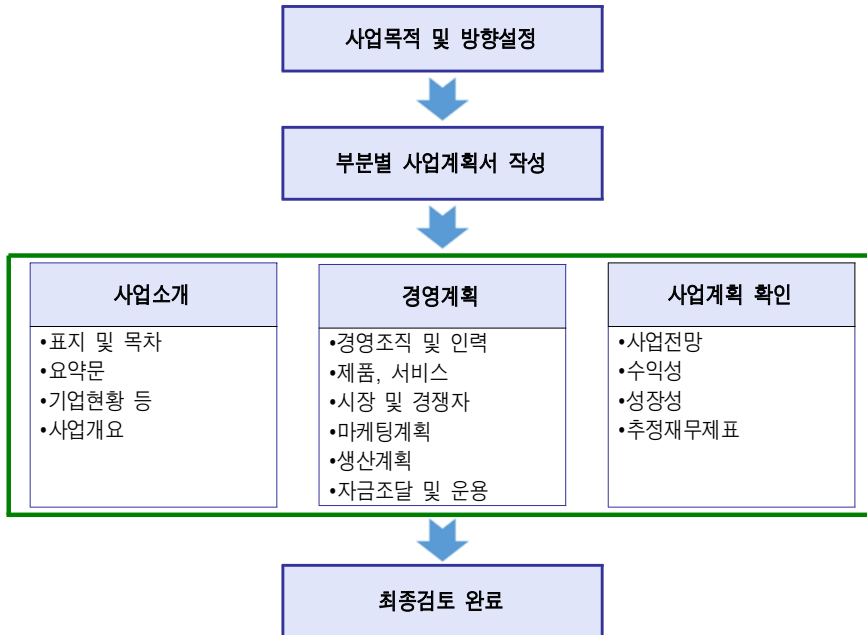 사업목적 및 방향설정
부분별 사업계획서 작성
사업소개
•표지 및 목차
•요약문
•기업현황 등
•사업개요
경영계획
•경영조직 및 인력
•제품, 서비스
•시장 및 경쟁자
•마케팅계획
•생산계획
•자금조달 및 운용
사업계획 확인
•사업전망
•수익성
•성장성
•추정재무제표
최종검토 완료